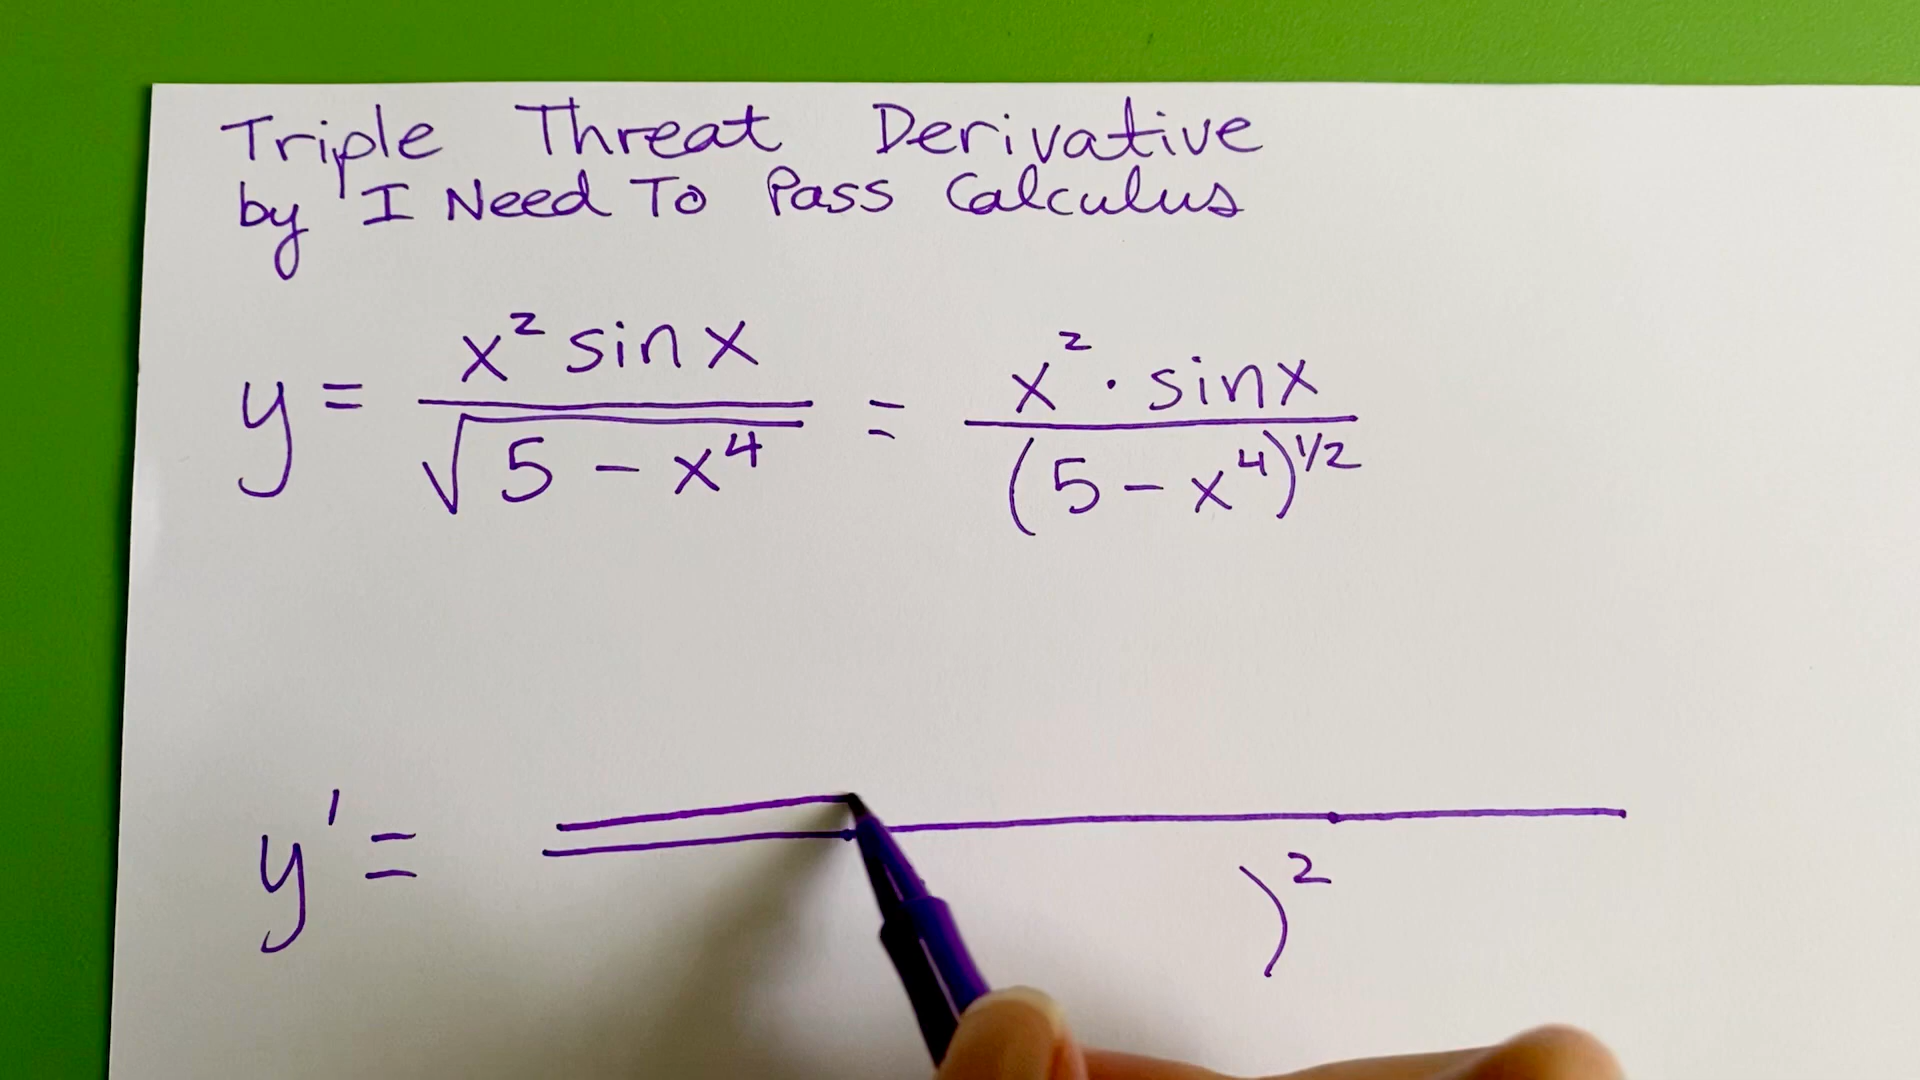 Triple Threat Derivative
by I Need To Pass Calculus
y = x² sin x / √(5 - x⁴) = x² · sin x / (5 - x⁴)^1/2
y' =
)²